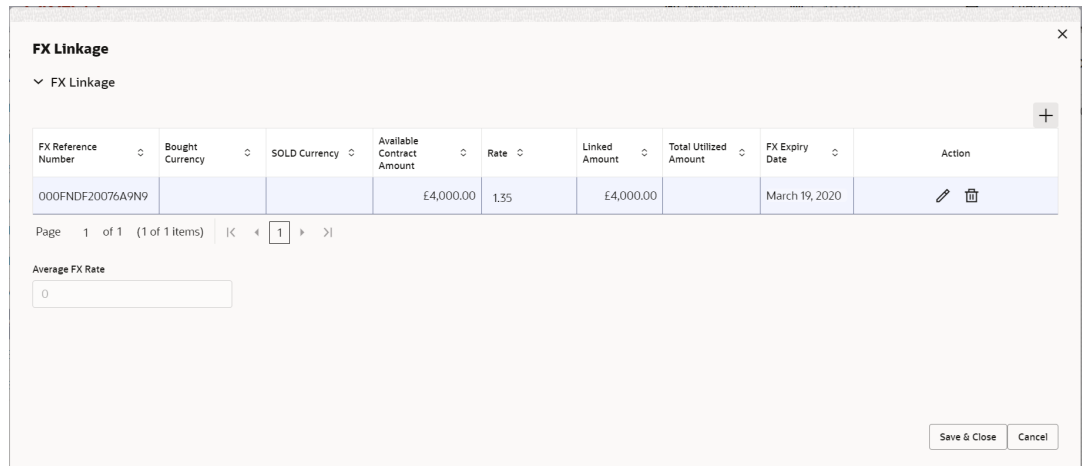 FX Linkage
FX Linkage
FX Reference Number
Bought Currency
SOLD Currency
Available Contract Amount
Rate
Linked Amount
Total Utilized Amount
FX Expiry Date
Action
000FNDF20076A9N9 £4,000.00 1.35 £4,000.00 March 19, 2020
Page 1 of 1 (1 of 1 items) 1
Average FX Rate
0
Save & Close Cancel